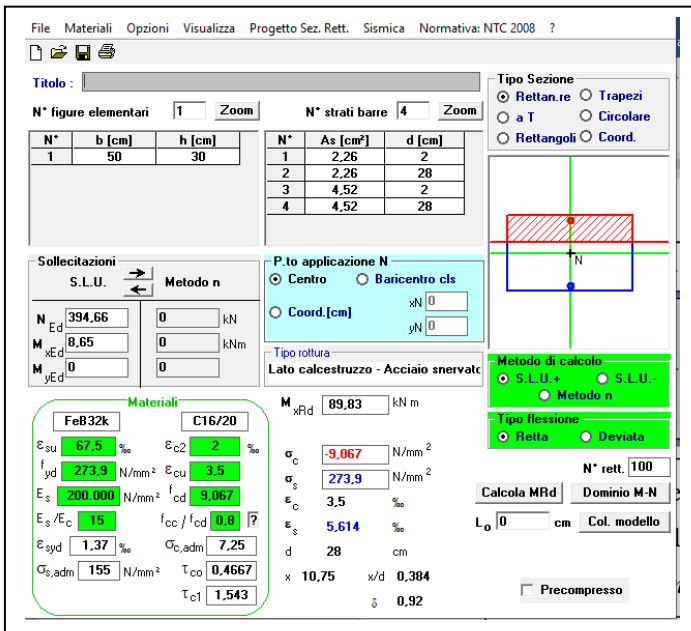 File Materiali Opzioni Visualizza Progetto Sez. Rett. Sismica Normativa: NTC 2008 ?
Titolo :
N° figure elementari 1 Zoom N° strati barre 4 Zoom
N° b [cm] h [cm]
1 50 30
N° As [cm²] d [cm]
1 2,26 2
2 2,26 28
3 4,52 2
4 4,52 28
Tipo Sezione
Rettan.re Trapezi
a T Circolare
Rettangoli Coord.
N
Sollecitazioni
S.L.U. Metodo n
N Ed 394,66 0 kN
M xEd 8,65 0 kNm
M yEd 0 0
P.to applicazione N
Centro Baricentro cls
Coord.[cm] xN 0
yN 0
Tipo rottura
Lato calcestruzzo - Acciaio snervato
Metodo di calcolo
S.L.U.+ S.L.U.-
Metodo n
Tipo flessione
Retta Deviata
N° rett. 100
Calcola MRd Dominio M-N
L₀ 0 cm Col. modello
Precompresso
Materiali
FeB32k C16/20
εsu 67,5 ‰ εc2 2 ‰
fyd 273,9 N/mm² εcu 3,5
Es 200.000 N/mm² fcd 9,067
Es /Ec 15 fcc / fcd 0,8 ?
εsyd 1,37 ‰ σc,adm 7,25
σs,adm 155 N/mm² τco 0,4667
τc1 1,543
M xRd 89,83 kN m
σc -9,067 N/mm²
σs 273,9 N/mm²
εc 3,5 ‰
εs 5,614 ‰
d 28 cm
x 10,75 x/d 0,384
δ 0,92